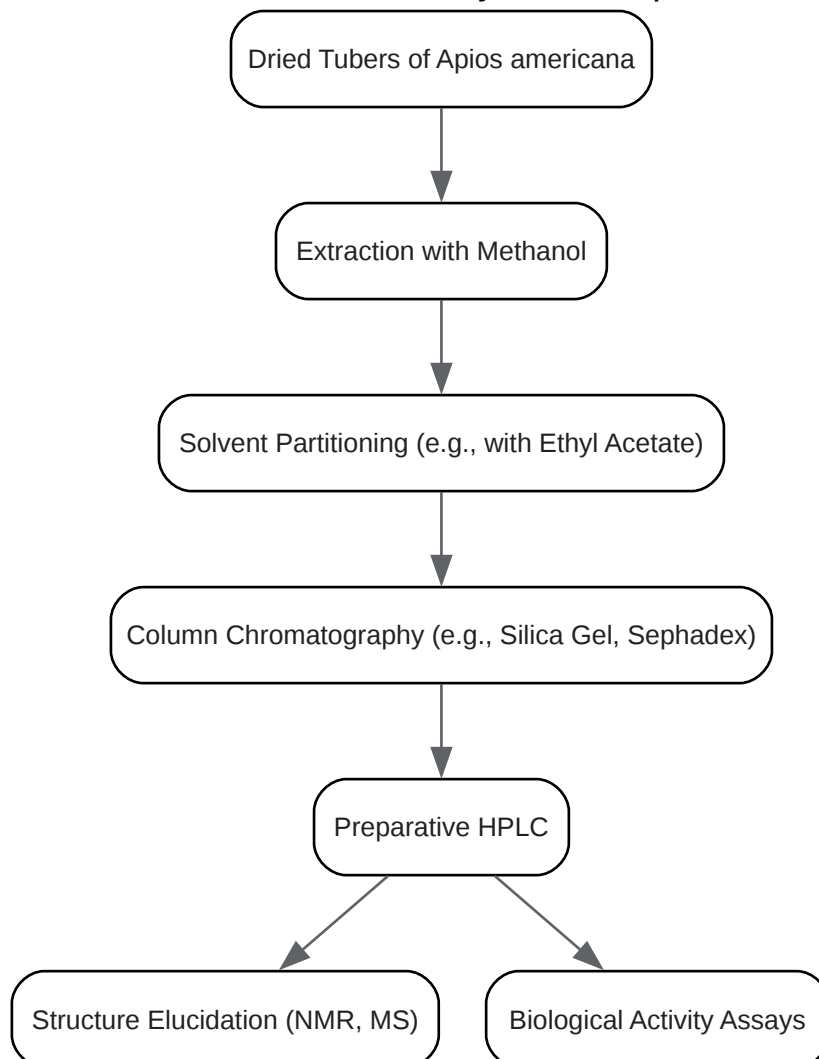 Dried Tubers of Apios americana
Extraction with Methanol
Solvent Partitioning (e.g., with Ethyl Acetate)
Column Chromatography (e.g., Silica Gel, Sephadex)
Preparative HPLC
Structure Elucidation (NMR, MS)
Biological Activity Assays